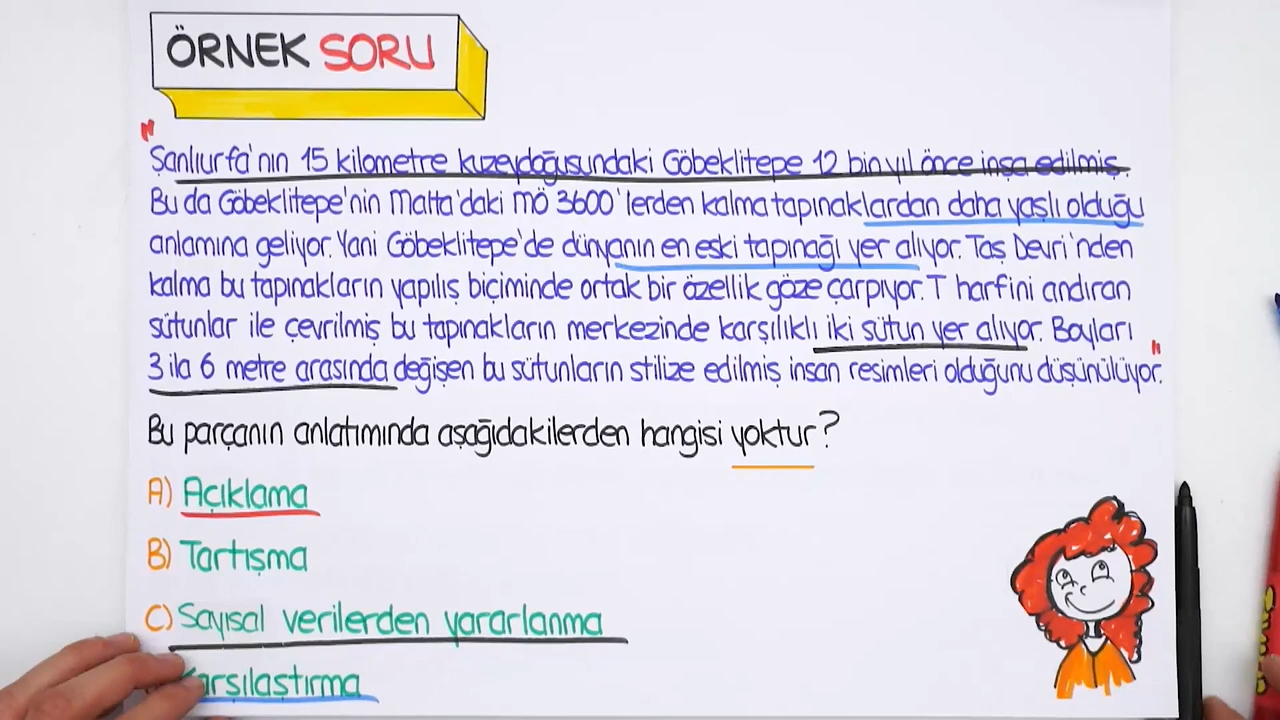 ÖRNEK SORU
"Şanlıurfa'nın 15 kilometre kuzeydoğusundaki Göbeklitepe 12 bin yıl önce inşa edilmiş.
Bu da Göbeklitepe'nin Malta'daki MÖ 3600'lerden kalma tapınaklardan daha yaşlı olduğu
anlamına geliyor. Yani Göbeklitepe'de dünyanın en eski tapınağı yer alıyor. Taş Devri'nden
kalma bu tapınakların yapılış biçiminde ortak bir özellik göze çarpıyor. T harfini andıran
sütunlar ile çevrilmiş bu tapınakların merkezinde karşılıklı iki sütun yer alıyor. Boyları
3 ila 6 metre arasında değişen bu sütunların stilize edilmiş insan resimleri olduğunu düşünülüyor."
Bu parçanın anlatımında aşağıdakilerden hangisi yoktur?
A) Açıklama
B) Tartışma
C) Sayısal verilerden yararlanma
arşılaştırma